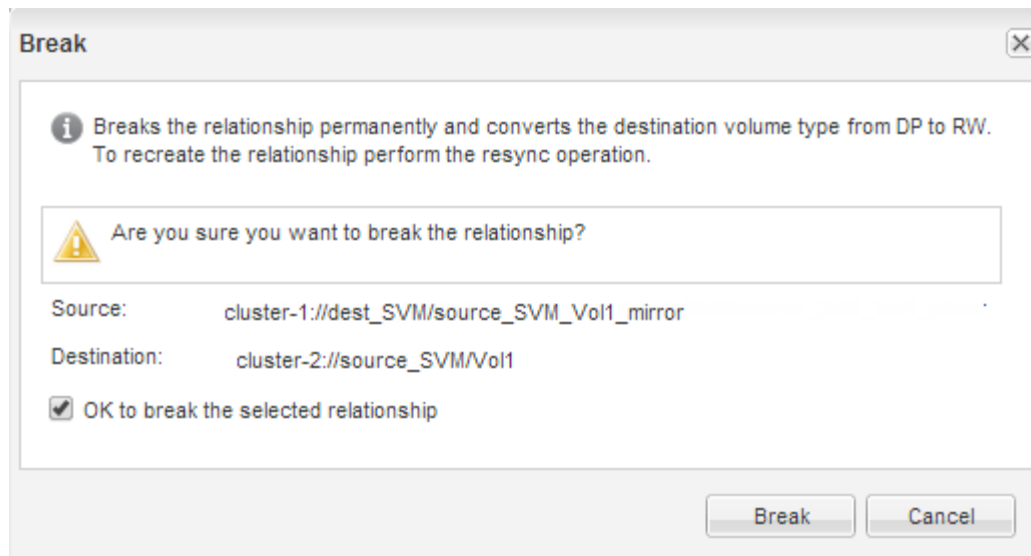 Break
Breaks the relationship permanently and converts the destination volume type from DP to RW.
To recreate the relationship perform the resync operation.
Are you sure you want to break the relationship?
Source: cluster-1://dest_SVM/source_SVM_Vol1_mirror
Destination: cluster-2://source_SVM/Vol1
OK to break the selected relationship
Break Cancel